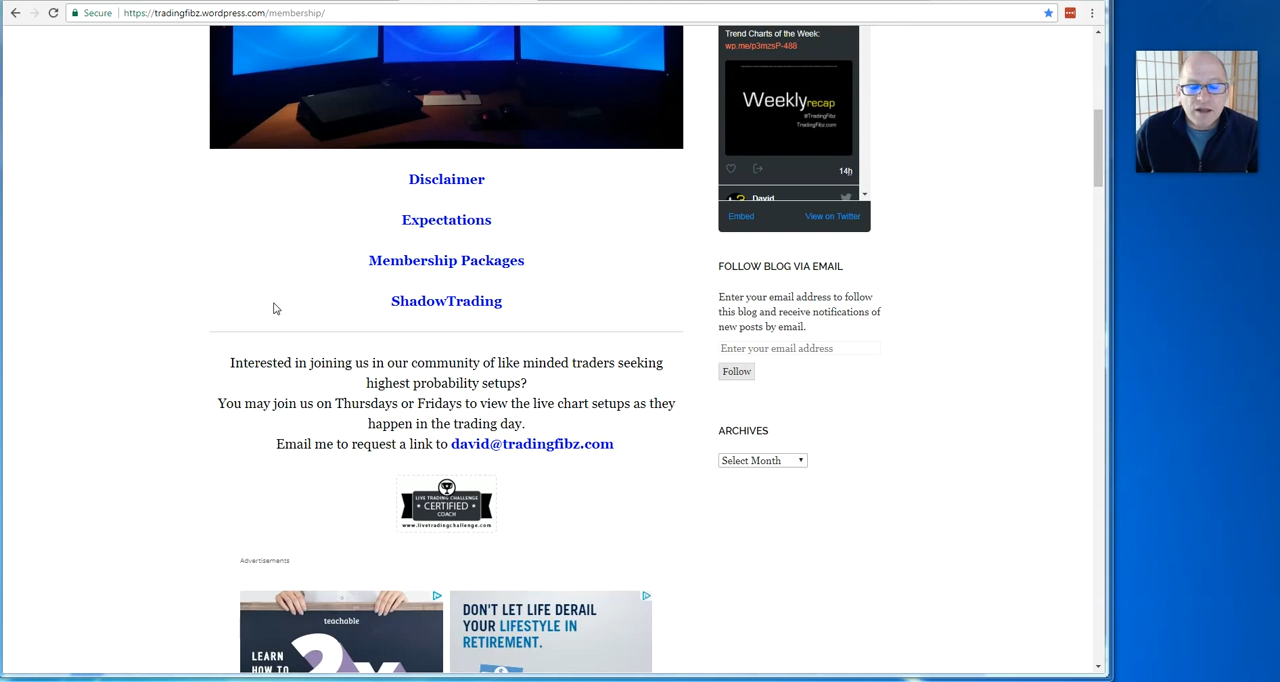 Secure
https://tradingfibz.wordpress.com/membership/
Trend Charts of the Week:
wp.me/p3mzsP-488
Weeklyrecap
@TradingFibz
TradingFibz.com
14h
David
Embed
View on Twitter
Disclaimer
Expectations
Membership Packages
ShadowTrading
Interested in joining us in our community of like minded traders seeking
highest probability setups?
You may join us on Thursdays or Fridays to view the live chart setups as they
happen in the trading day.
Email me to request a link to david@tradingfibz.com
LIVE TRADING CHALLENGE
CERTIFIED
COACH
www.livetradingchallenge.com
Advertisements
teachable
LEARN
HOW TO
2x
DON'T LET LIFE DERAIL
YOUR LIFESTYLE IN
RETIREMENT.
FOLLOW BLOG VIA EMAIL
Enter your email address to follow
this blog and receive notifications of
new posts by email.
Enter your email address
Follow
ARCHIVES
Select Month